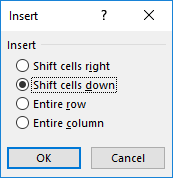 Insert
Insert
Shift cells right
Shift cells down
Entire row
Entire column
OK
Cancel